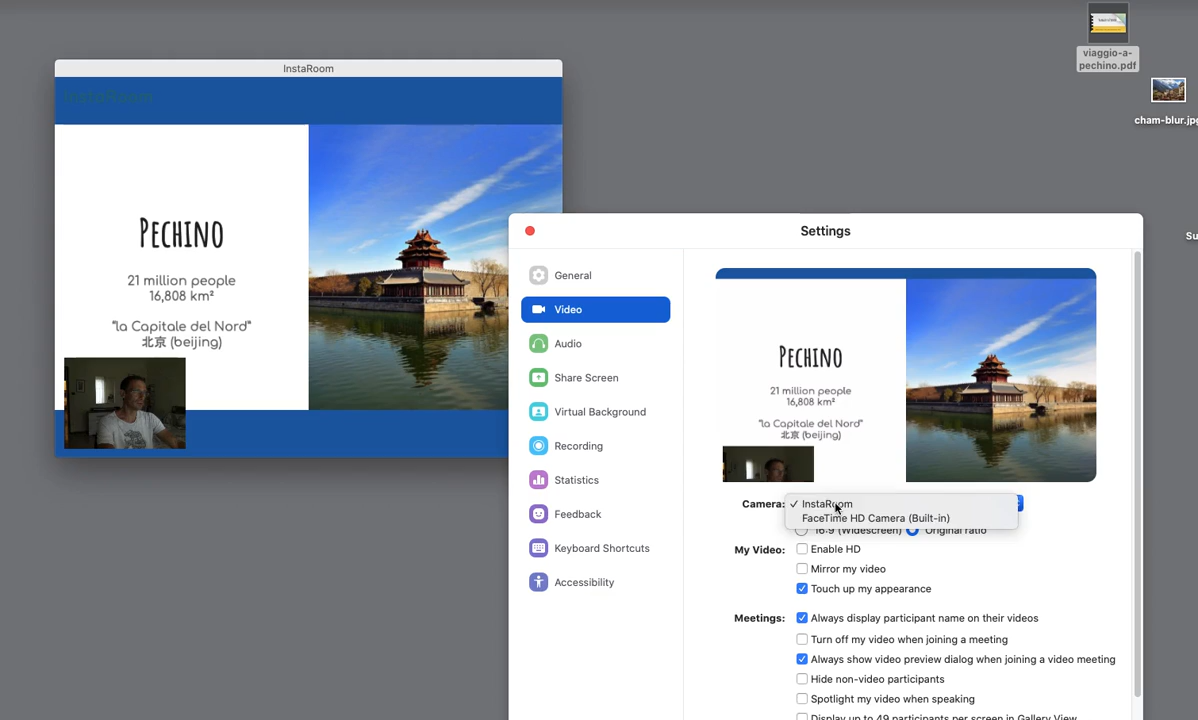 viaggio-a-
pechino.pdf
cham-blur.jpg
Su
InstaRoom
InstaRoom
Pechino
21 million people
16,808 km²
"la Capitale del Nord"
北京 (beijing)
Settings
General
Video
Audio
Share Screen
Virtual Background
Recording
Statistics
Feedback
Keyboard Shortcuts
Accessibility
Pechino
21 million people
16,808 km²
"la Capitale del Nord"
北京 (beijing)
Camera: ✓ InstaRoom
FaceTime HD Camera (Built-in)
16:9 (Widescreen) Original ratio
My Video: Enable HD
Mirror my video
Touch up my appearance
Meetings: Always display participant name on their videos
Turn off my video when joining a meeting
Always show video preview dialog when joining a video meeting
Hide non-video participants
Spotlight my video when speaking
Display up to 49 participants per screen in Gallery View